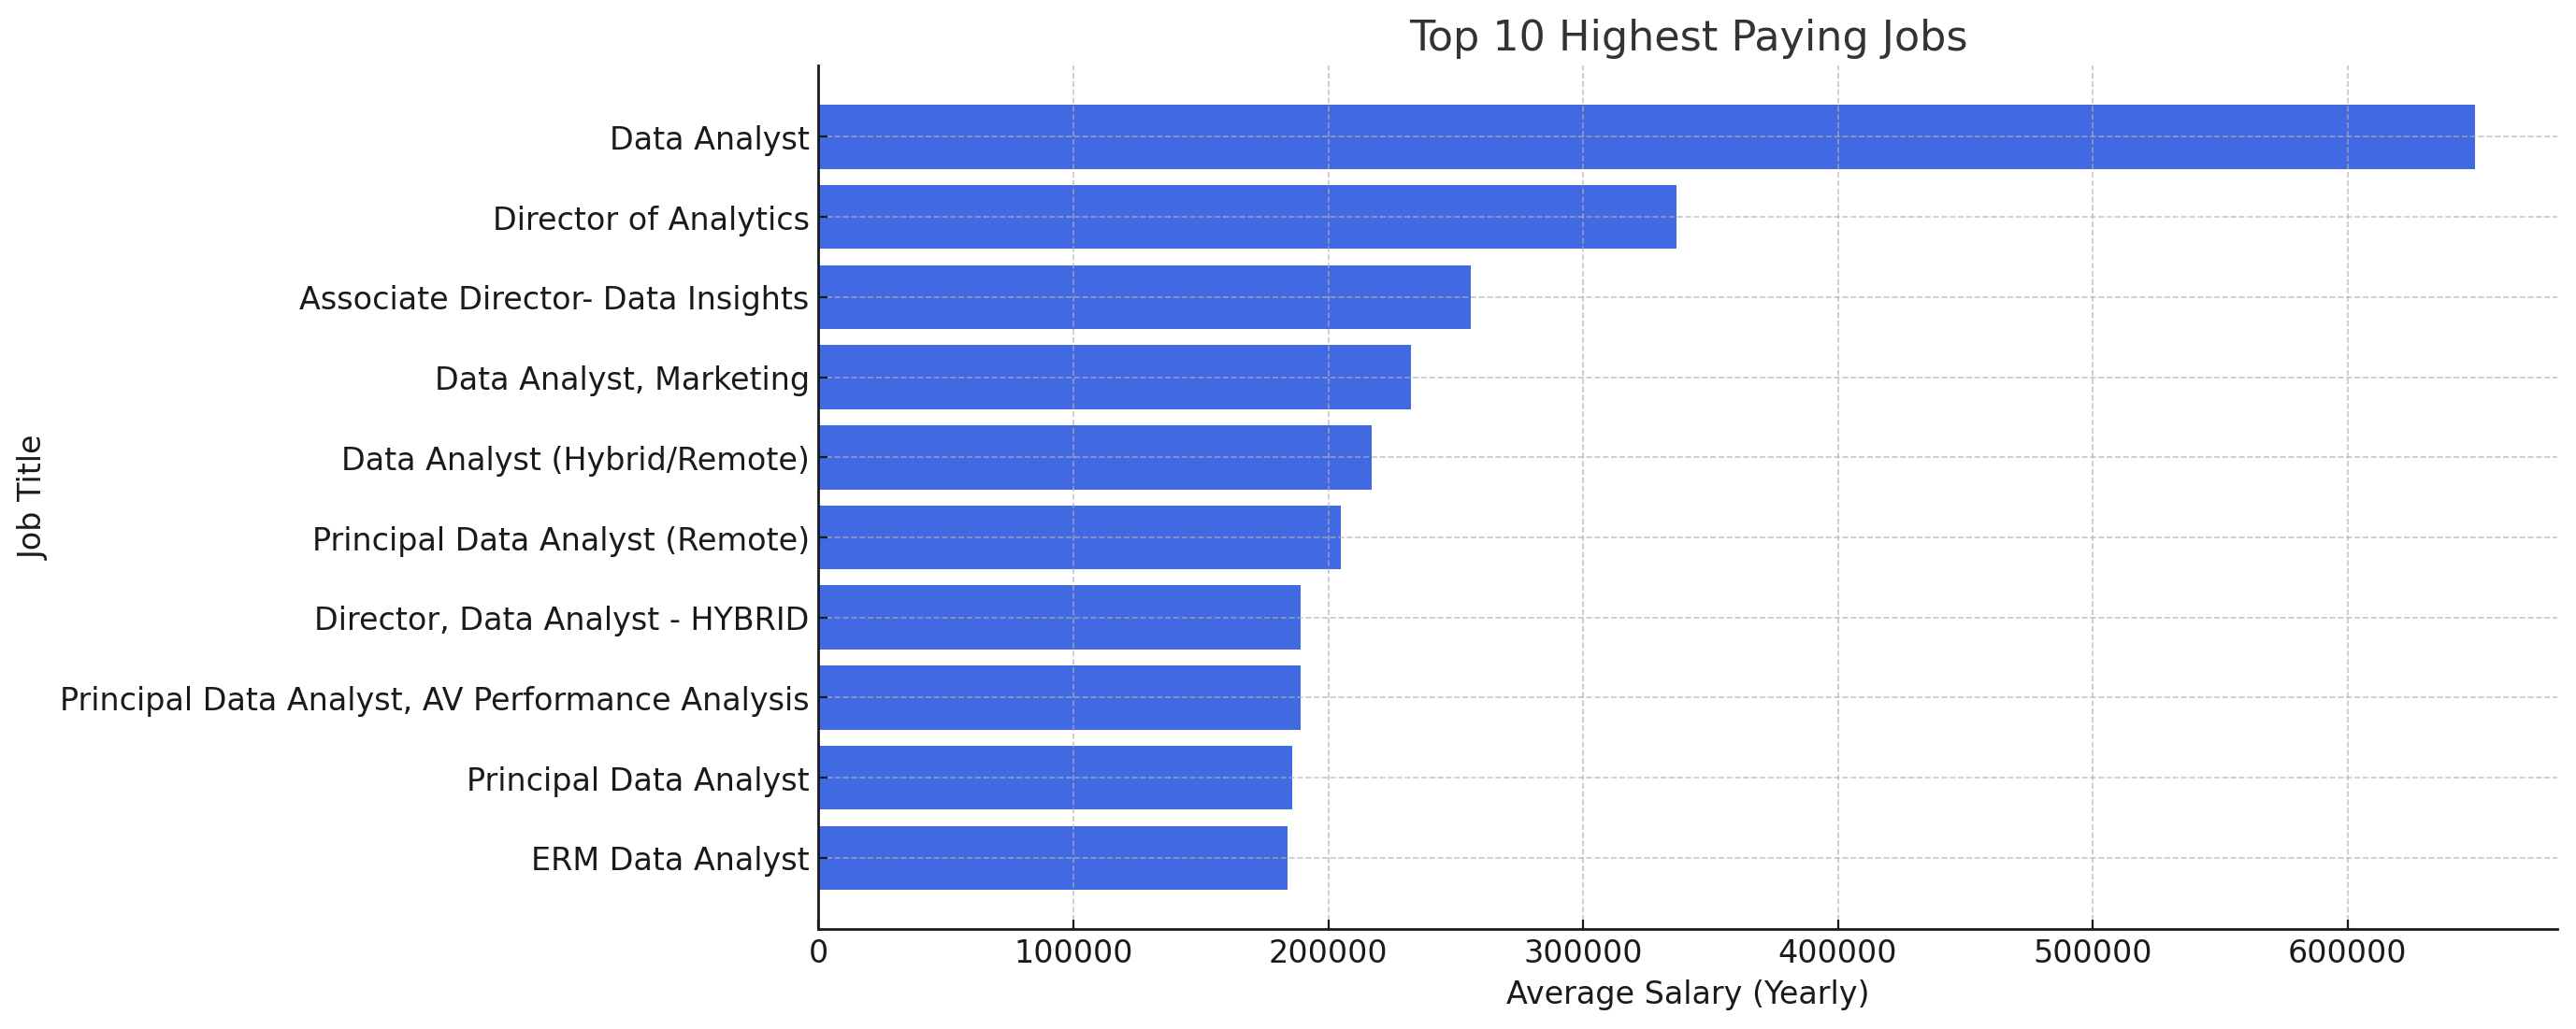 Top 10 Highest Paying Jobs
Job Title
Data Analyst
Director of Analytics
Associate Director- Data Insights
Data Analyst, Marketing
Data Analyst (Hybrid/Remote)
Principal Data Analyst (Remote)
Director, Data Analyst - HYBRID
Principal Data Analyst, AV Performance Analysis
Principal Data Analyst
ERM Data Analyst
0 100000 200000 300000 400000 500000 600000
Average Salary (Yearly)